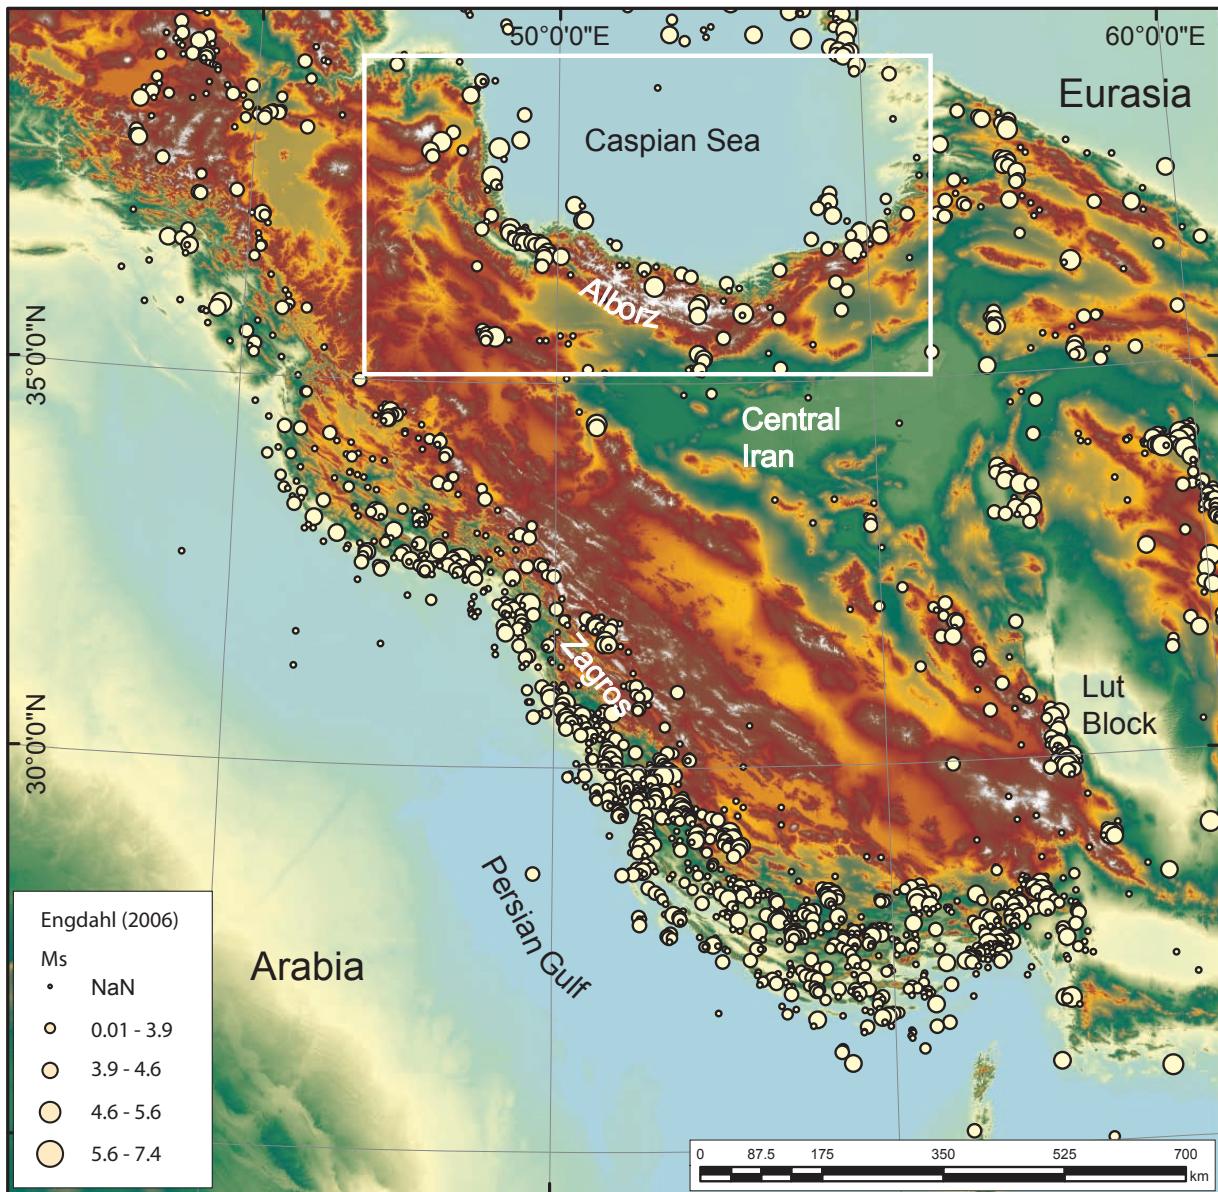 50°0'0"E
60°0'0"E
Eurasia
Caspian Sea
Alborz
35°0'0"N
Central
Iran
Zagros
Lut
Block
30°0'0"N
Persian Gulf
Arabia
Engdahl (2006)
Ms
NaN
0.01 - 3.9
3.9 - 4.6
4.6 - 5.6
5.6 - 7.4
0 87.5 175 350 525 700
km